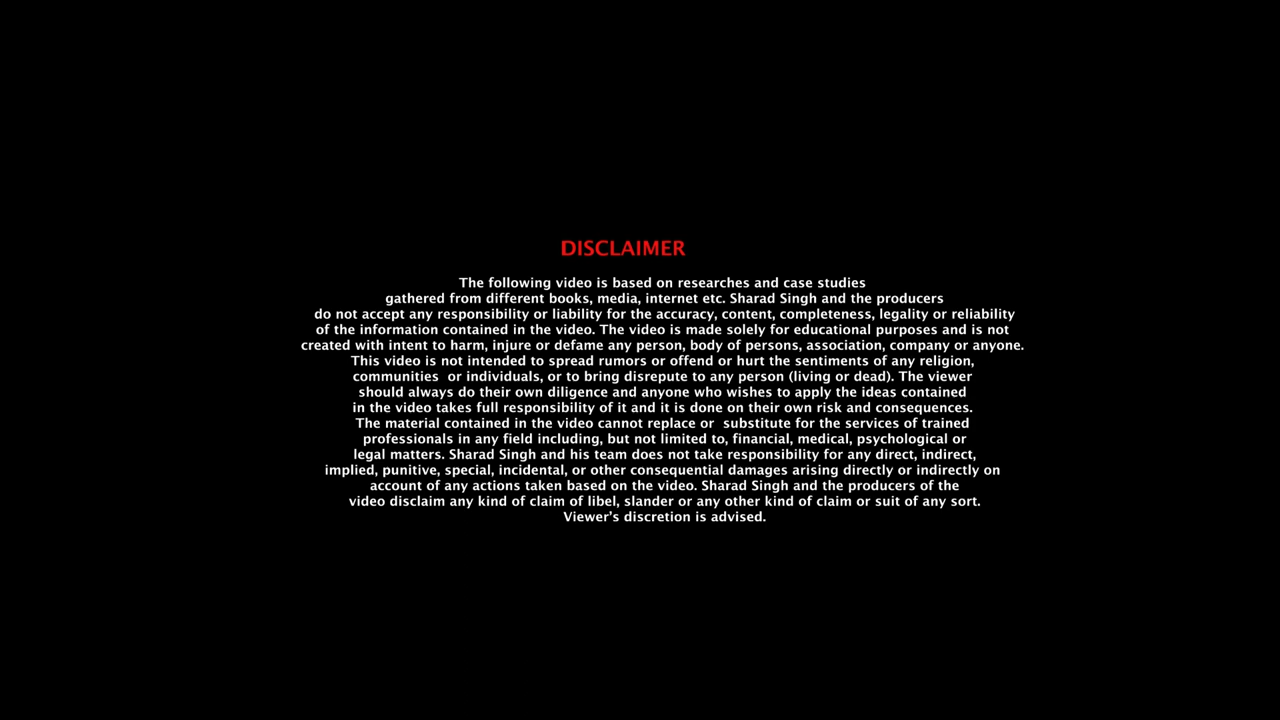 DISCLAIMER
The following video is based on researches and case studies
gathered from different books, media, internet etc. Sharad Singh and the producers
do not accept any responsibility or liability for the accuracy, content, completeness, legality or reliability
of the information contained in the video. The video is made solely for educational purposes and is not
created with intent to harm, injure or defame any person, body of persons, association, company or anyone.
This video is not intended to spread rumors or offend or hurt the sentiments of any religion,
communities  or individuals, or to bring disrepute to any person (living or dead). The viewer
should always do their own diligence and anyone who wishes to apply the ideas contained
in the video takes full responsibility of it and it is done on their own risk and consequences.
The material contained in the video cannot replace or  substitute for the services of trained
professionals in any field including, but not limited to, financial, medical, psychological or
legal matters. Sharad Singh and his team does not take responsibility for any direct, indirect,
implied, punitive, special, incidental, or other consequential damages arising directly or indirectly on
account of any actions taken based on the video. Sharad Singh and the producers of the
video disclaim any kind of claim of libel, slander or any other kind of claim or suit of any sort.
Viewer's discretion is advised.